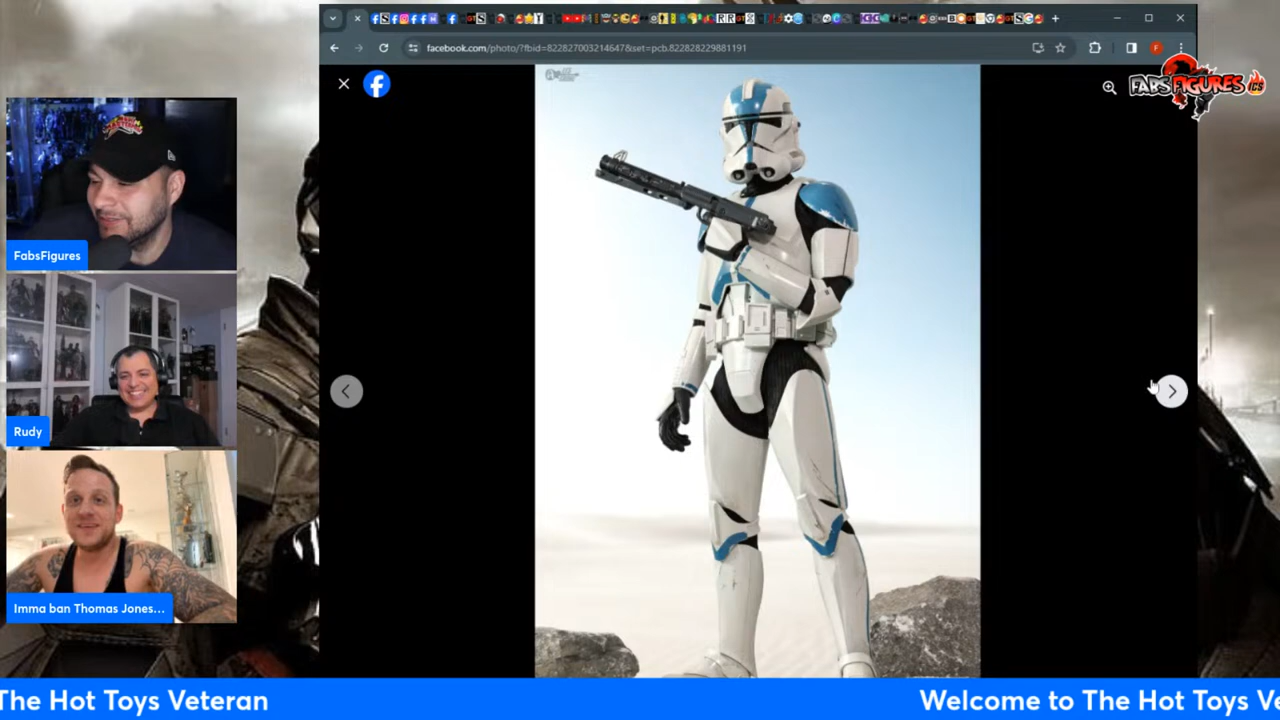 facebook.com/photo/?fbid=822827003214647&set=pcb.822828229881191
FABSFIGURES
FabsFigures
Rudy
Imma ban Thomas Jones...
The Hot Toys Veteran
Welcome to The Hot Toys Ve